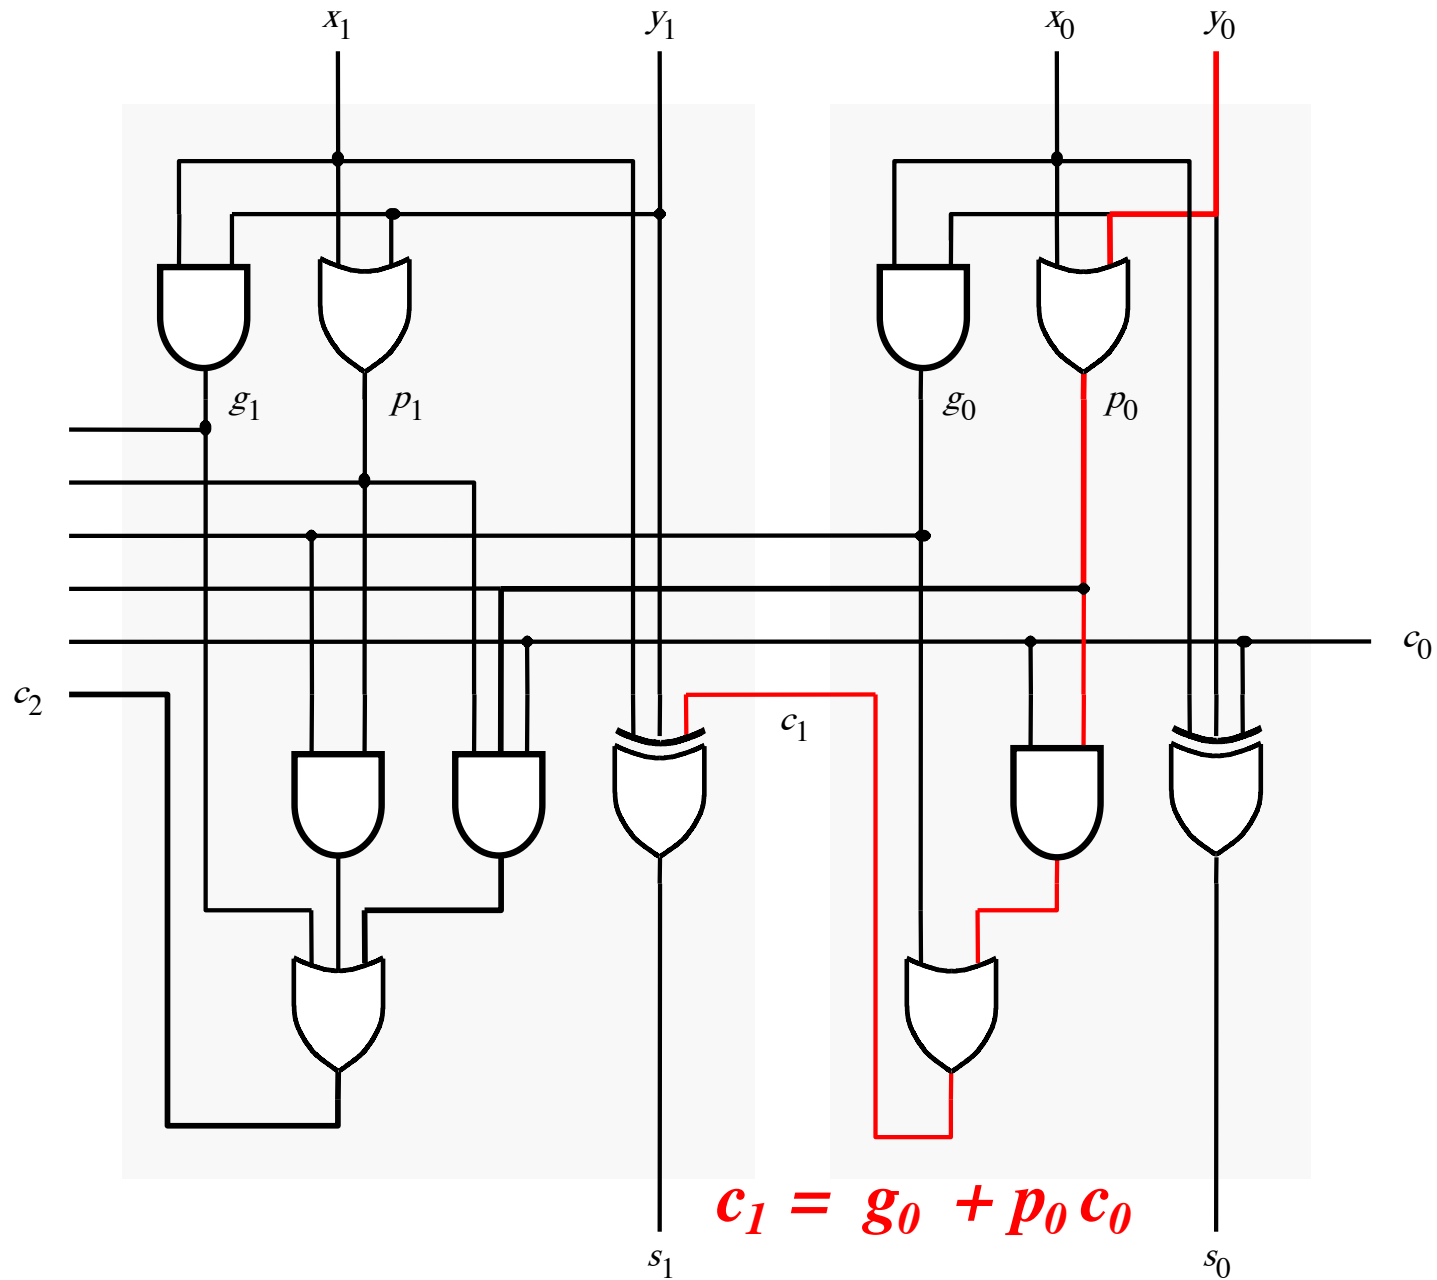 x₁ y₁ x₀ y₀
g₁ p₁ g₀ p₀
c₀
c₂ c₁
c₁ = g₀ + p₀ c₀
s₁ s₀